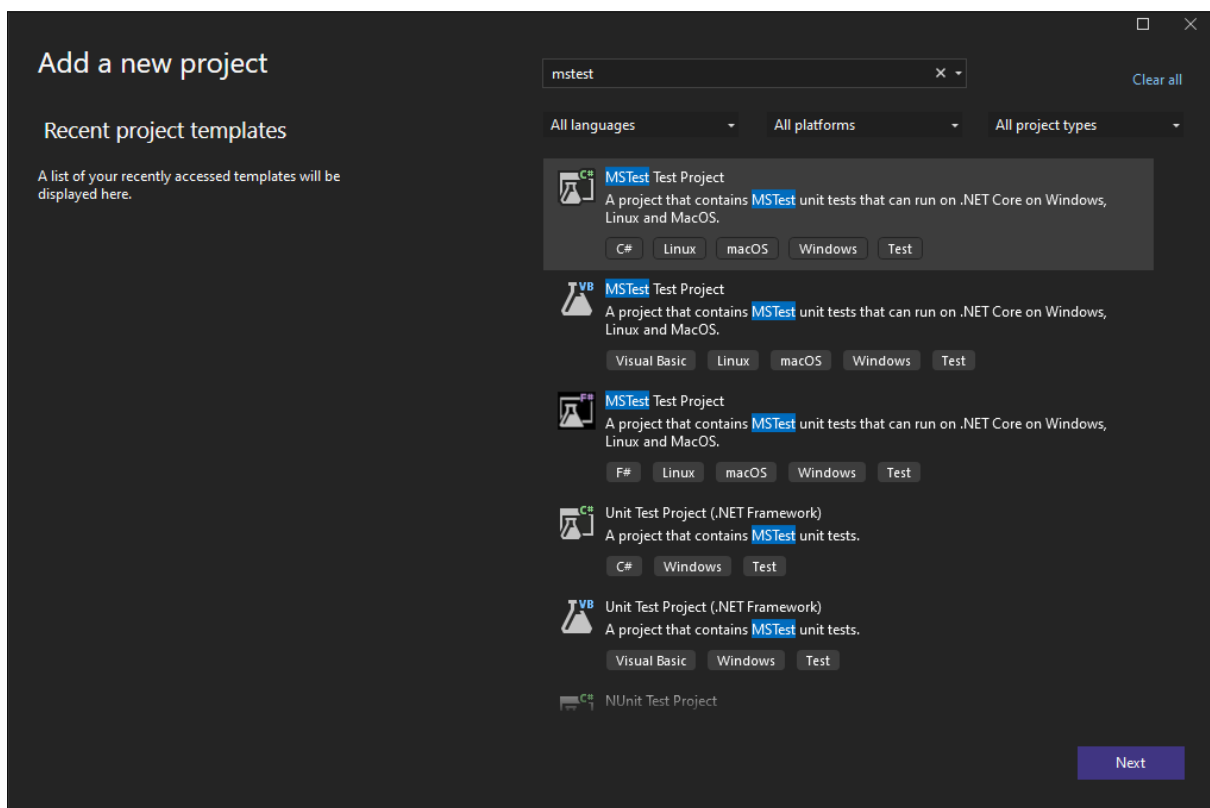 Add a new project
mstest
Clear all
Recent project templates
All languages
All platforms
All project types
A list of your recently accessed templates will be
displayed here.
C#
MSTest Test Project
A project that contains MSTest unit tests that can run on .NET Core on Windows,
Linux and MacOS.
C# Linux macOS Windows Test
VB
MSTest Test Project
A project that contains MSTest unit tests that can run on .NET Core on Windows,
Linux and MacOS.
Visual Basic Linux macOS Windows Test
F#
MSTest Test Project
A project that contains MSTest unit tests that can run on .NET Core on Windows,
Linux and MacOS.
F# Linux macOS Windows Test
C#
Unit Test Project (.NET Framework)
A project that contains MSTest unit tests.
C# Windows Test
VB
Unit Test Project (.NET Framework)
A project that contains MSTest unit tests.
Visual Basic Windows Test
C#
NUnit Test Project
Next